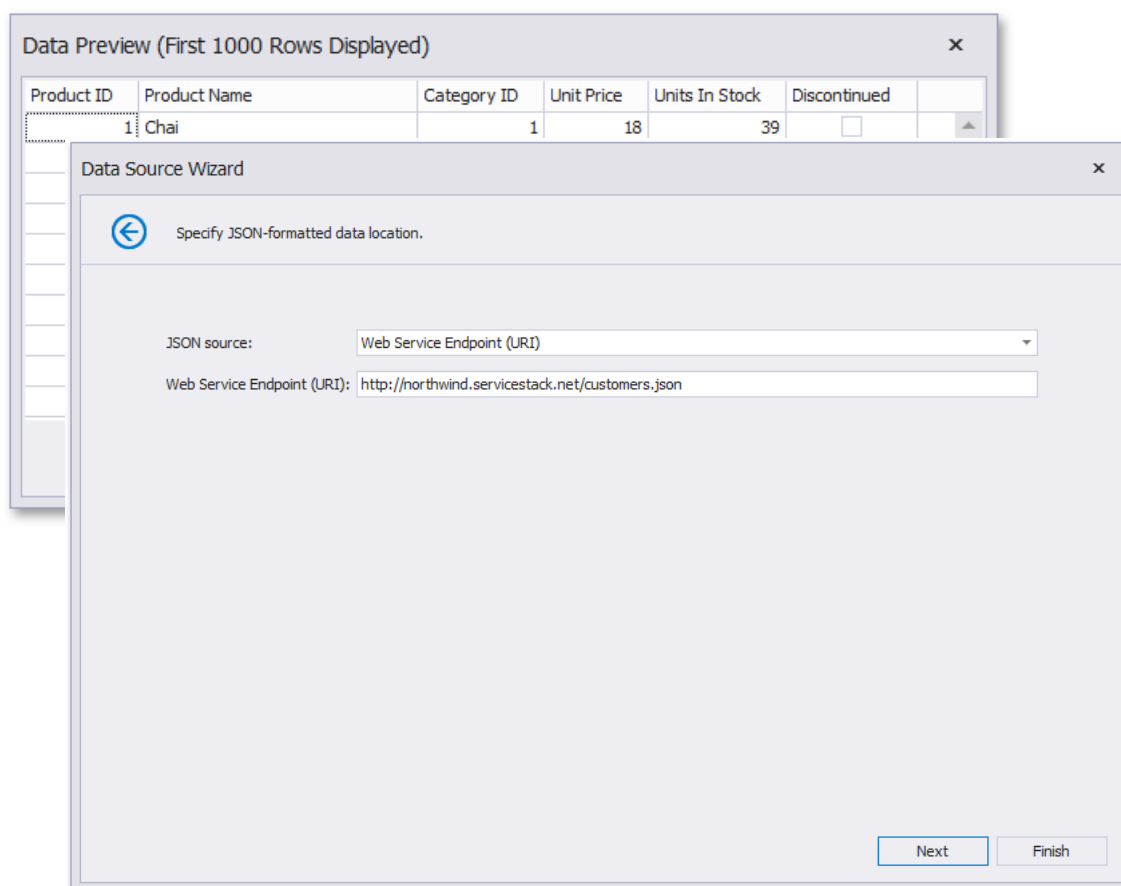 Data Preview (First 1000 Rows Displayed)
Product ID Product Name Category ID Unit Price Units In Stock Discontinued
1 Chai 1 18 39
Data Source Wizard
Specify JSON-formatted data location.
JSON source: Web Service Endpoint (URI)
Web Service Endpoint (URI): http://northwind.servicestack.net/customers.json
Next Finish